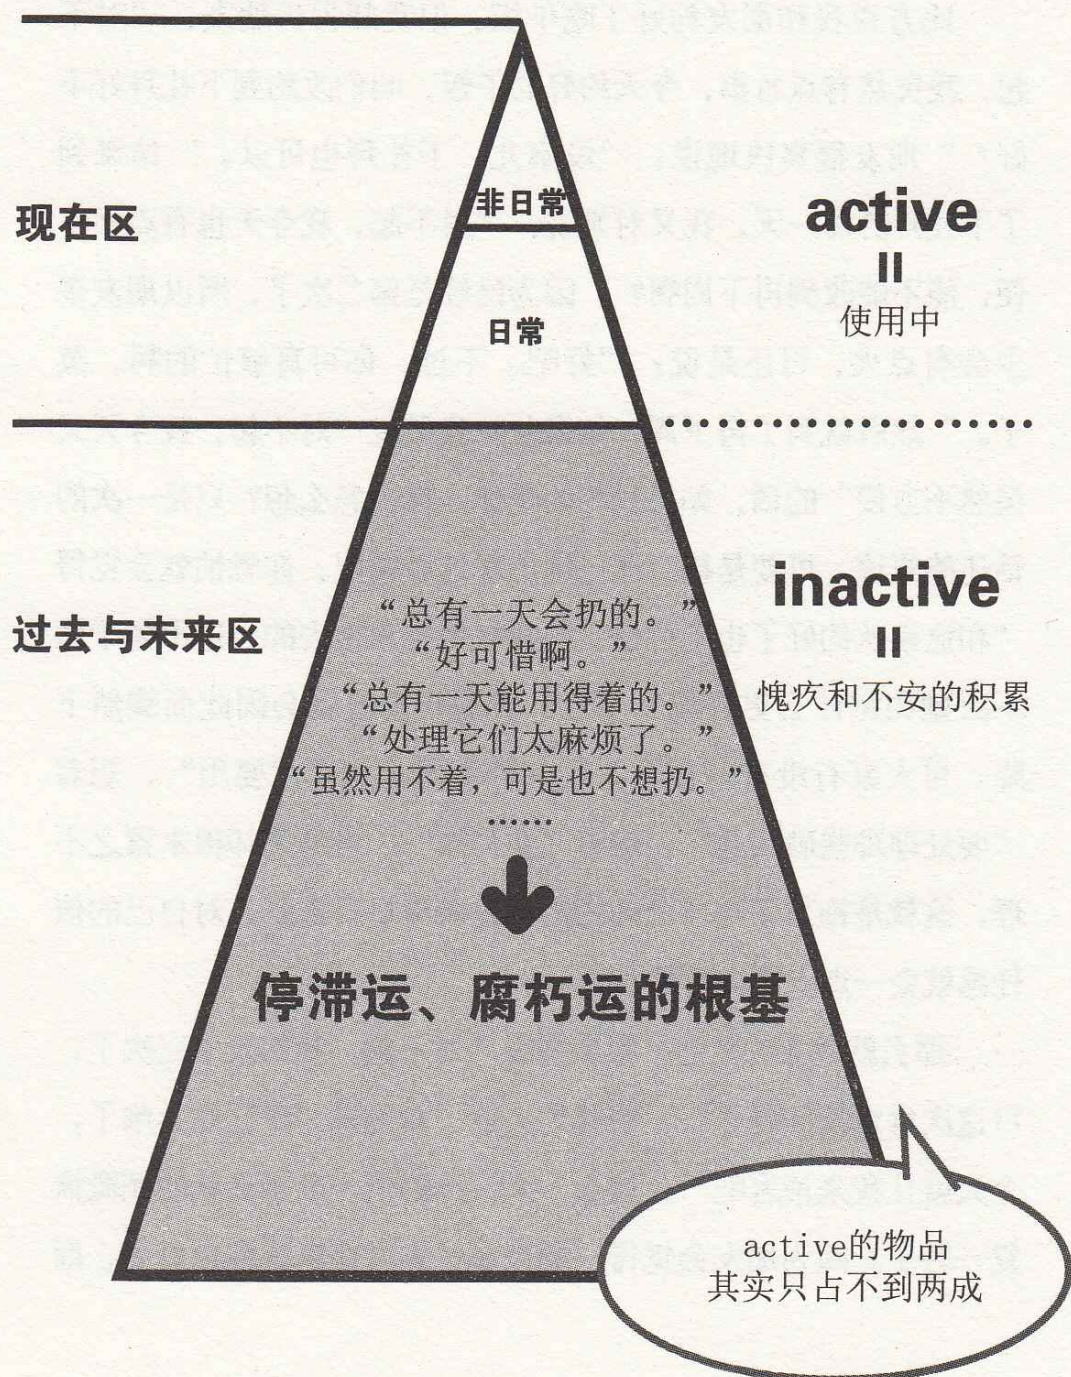 非日常
现在区
active
=
使用中
日常
过去与未来区
“总有一天会扔的。”
“好可惜啊。”
“总有一天能用得着的。”
“处理它们太麻烦了。”
“虽然用不着，可是也不想扔。”
……
inactive
=
愧疚和不安的积累
停滞运、腐朽运的根基
active的物品
其实只占不到两成